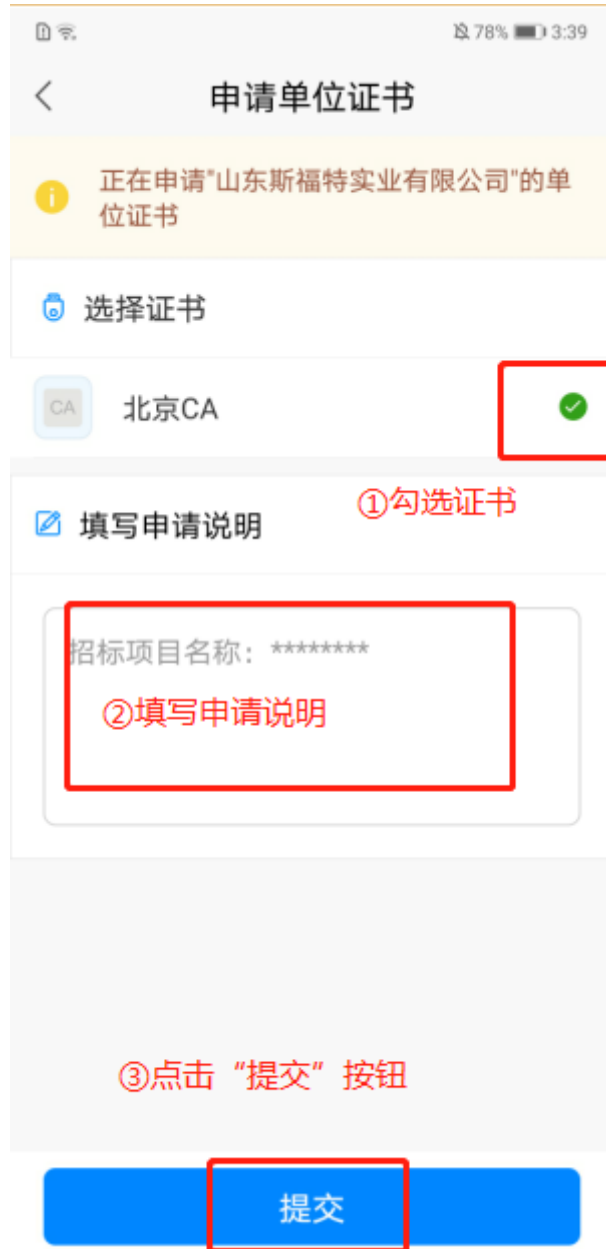 78% 3:39
申请单位证书
正在申请"山东斯福特实业有限公司"的单
位证书
选择证书
CA 北京CA
①勾选证书
填写申请说明
招标项目名称：********
②填写申请说明
③点击“提交”按钮
提交